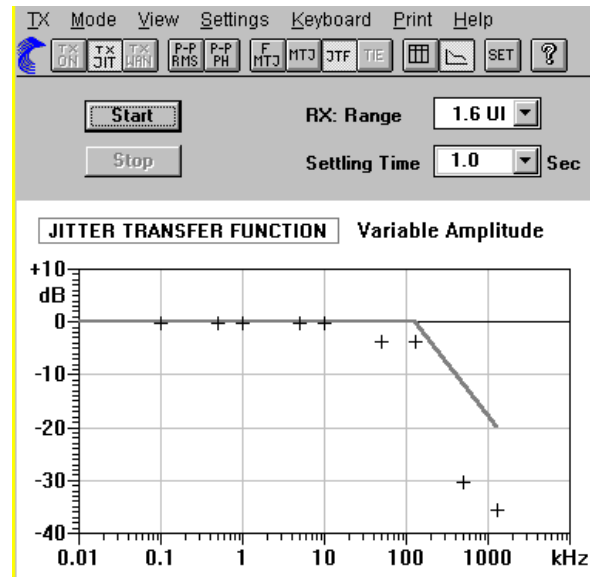 TX Mode View Settings Keyboard Print Help
TX ON TX JIT TX WAN P-P RMS P-P PH F MTJ MTJ JTF TIE SET ?
Start RX: Range 1.6 UI
Stop Settling Time 1.0 Sec
JITTER TRANSFER FUNCTION Variable Amplitude
+10
dB
0
-10
-20
-30
-40
0.01 0.1 1 10 100 1000 kHz